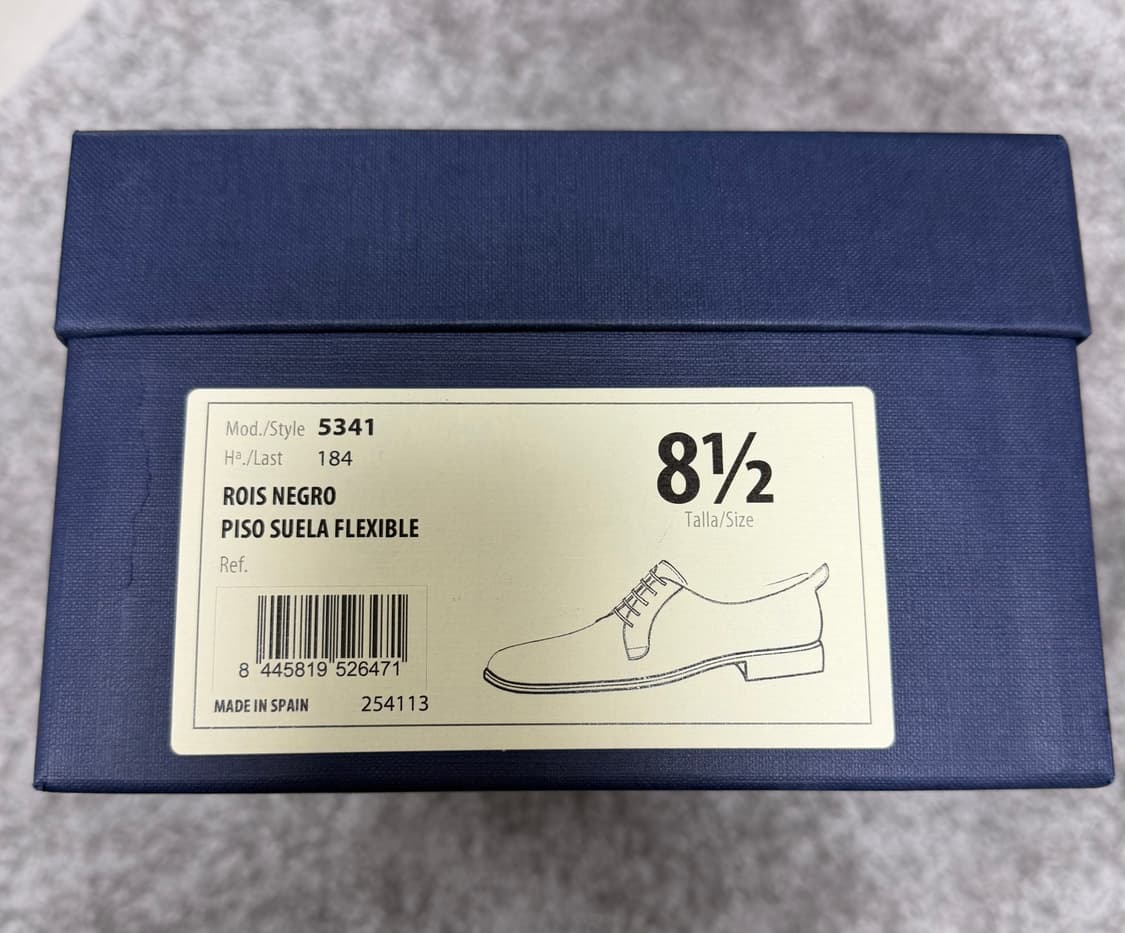 Mod./Style 5341
Hª./Last 184
ROIS NEGRO
PISO SUELA FLEXIBLE
Ref.
8 445819 526471
MADE IN SPAIN 254113
8½
Talla/Size